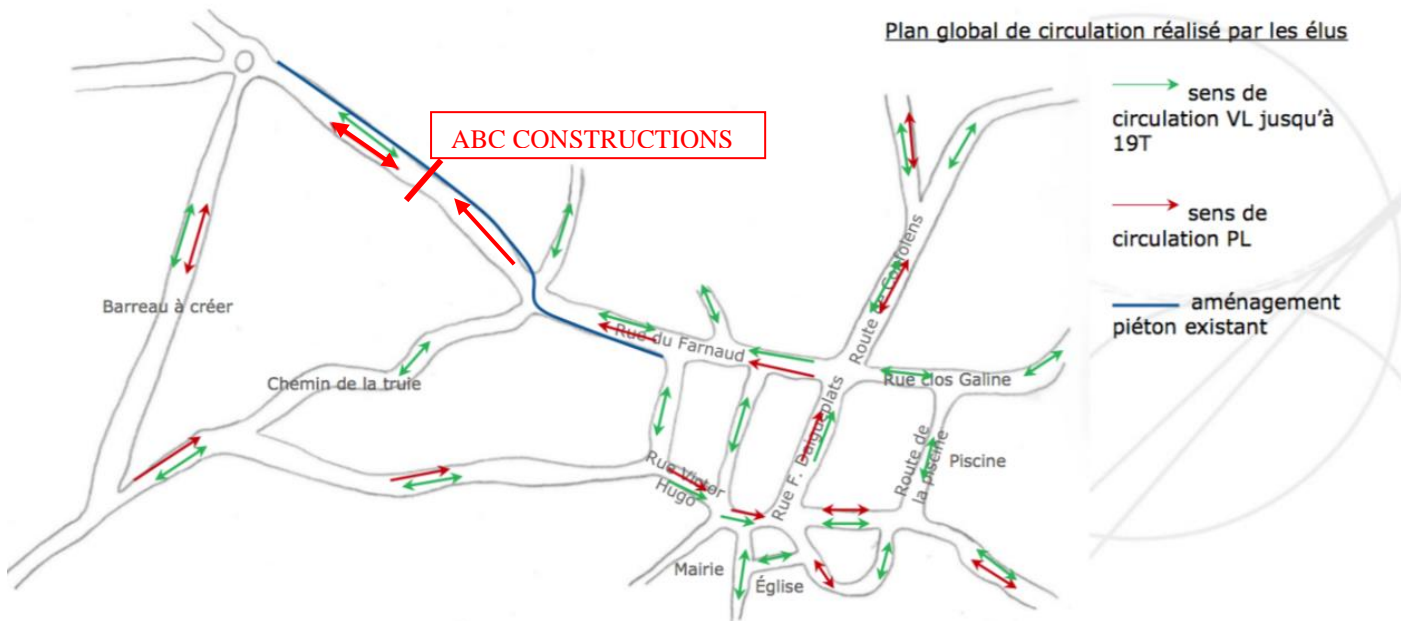 Plan global de circulation réalisé par les élus
sens de
circulation VL jusqu'à
19T
sens de
circulation PL
aménagement
piéton existant
ABC CONSTRUCTIONS
Barreau à créer
Chemin de la truie
Rue du Farnaud
Route de Confolens
Rue clos Galine
Rue F. Daigueplats
Route de
la piscine
Piscine
Rue Victor
Hugo
Mairie
Église